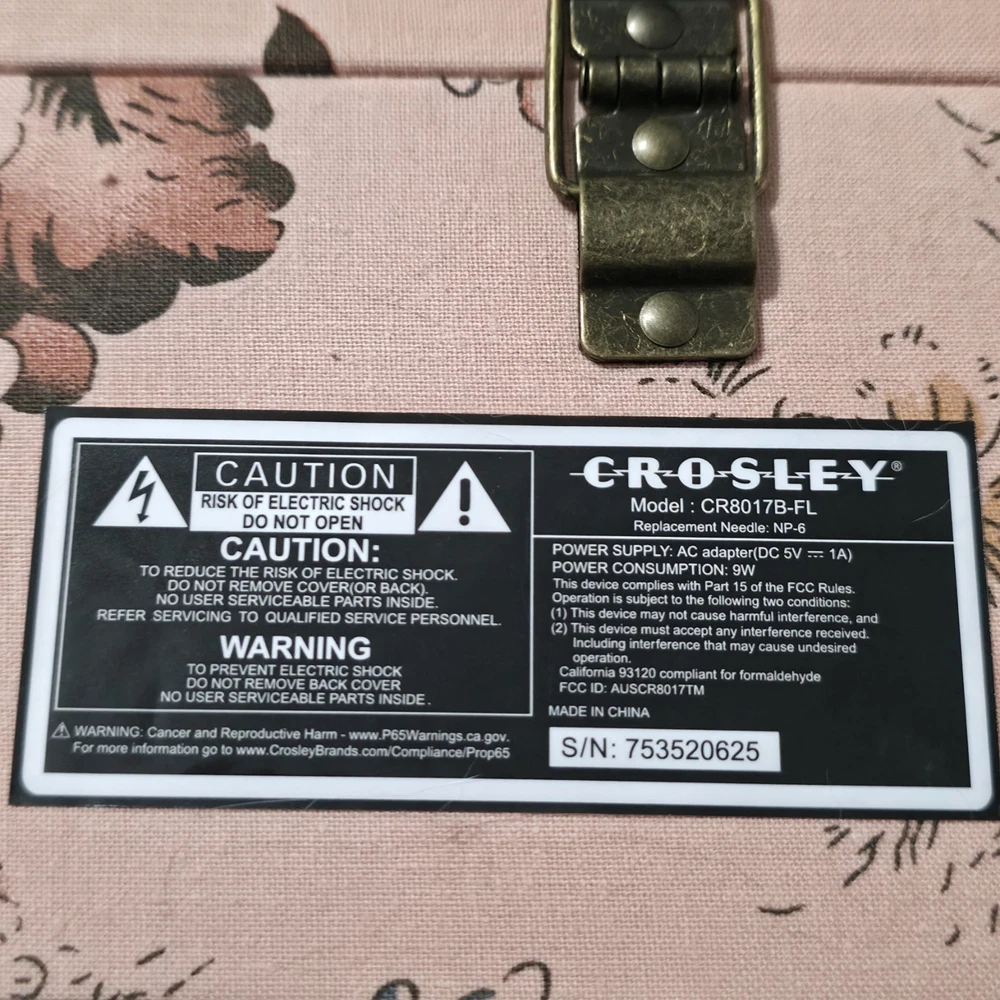 CAUTION
RISK OF ELECTRIC SHOCK
DO NOT OPEN
CAUTION:
TO REDUCE THE RISK OF ELECTRIC SHOCK.
DO NOT REMOVE COVER(OR BACK).
NO USER SERVICEABLE PARTS INSIDE.
REFER SERVICING TO QUALIFIED SERVICE PERSONNEL.
WARNING
TO PREVENT ELECTRIC SHOCK
DO NOT REMOVE BACK COVER
NO USER SERVICEABLE PARTS INSIDE.
WARNING: Cancer and Reproductive Harm - www.P65Warnings.ca.gov.
For more information go to www.CrosleyBrands.com/Compliance/Prop65
CROSLEY®
Model : CR8017B-FL
Replacement Needle: NP-6
POWER SUPPLY: AC adapter(DC 5V ⎓ 1A)
POWER CONSUMPTION: 9W
This device complies with Part 15 of the FCC Rules.
Operation is subject to the following two conditions:
(1) This device may not cause harmful interference, and
(2) This device must accept any interference received.
Including interference that may cause undesired
operation.
California 93120 compliant for formaldehyde
FCC ID: AUSCR8017TM
MADE IN CHINA
S/N: 753520625